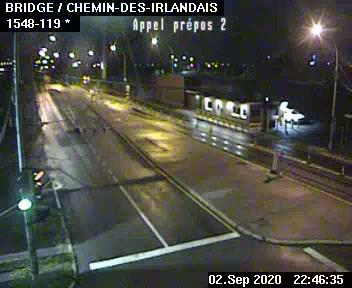 BRIDGE / CHEMIN-DES-IRLANDAIS
1548-119 *
Appel prépos 2
02.Sep 2020 22:46:35